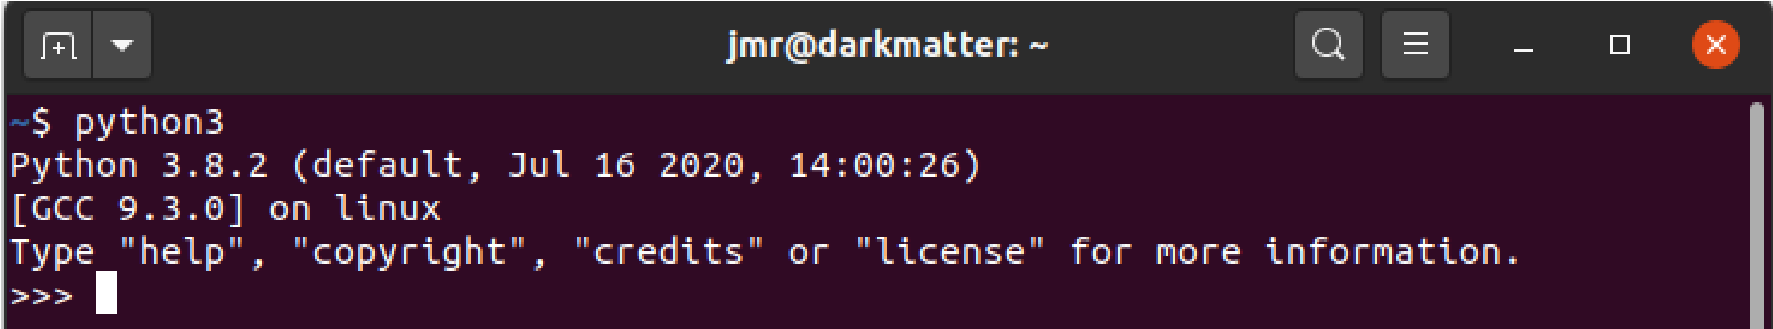 jmr@darkmatter: ~
~$ python3
Python 3.8.2 (default, Jul 16 2020, 14:00:26)
[GCC 9.3.0] on linux
Type "help", "copyright", "credits" or "license" for more information.
>>>